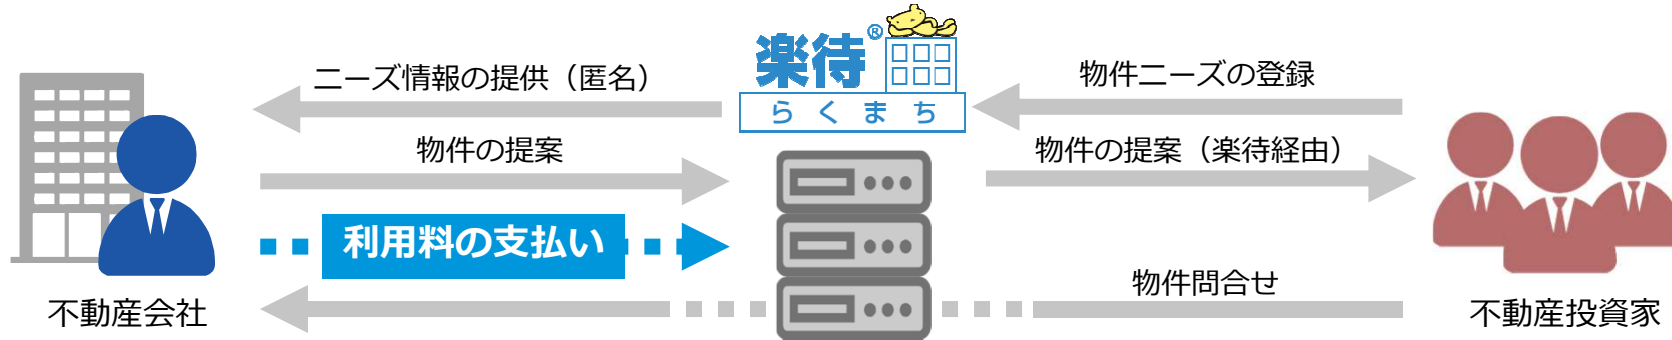 楽待®
らくまち
ニーズ情報の提供（匿名）
物件ニーズの登録
物件の提案
物件の提案（楽待経由）
利用料の支払い
物件問合せ
不動産会社
不動産投資家